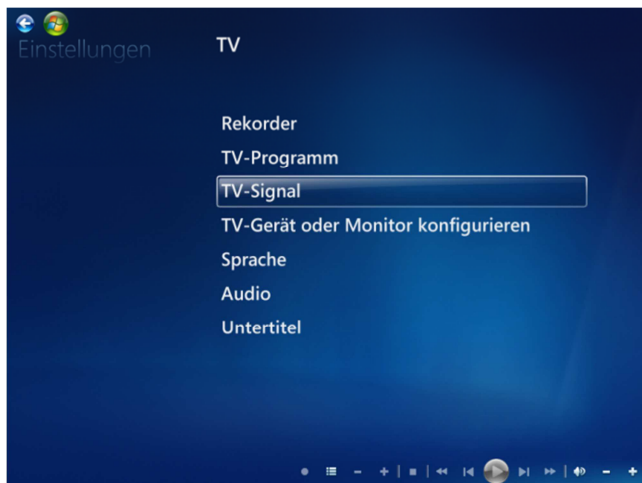 Einstellungen
TV
Rekorder
TV-Programm
TV-Signal
TV-Gerät oder Monitor konfigurieren
Sprache
Audio
Untertitel